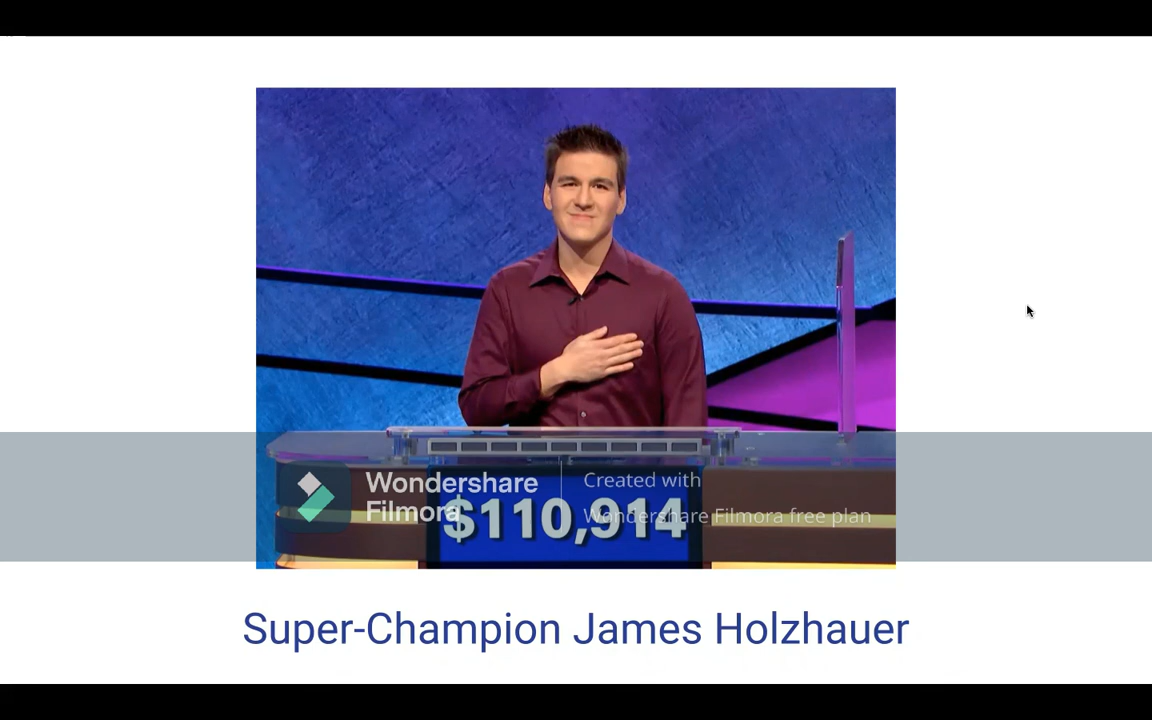 Wondershare
Filmora
Created with
Wondershare Filmora free plan
$110,914
Super-Champion James Holzhauer